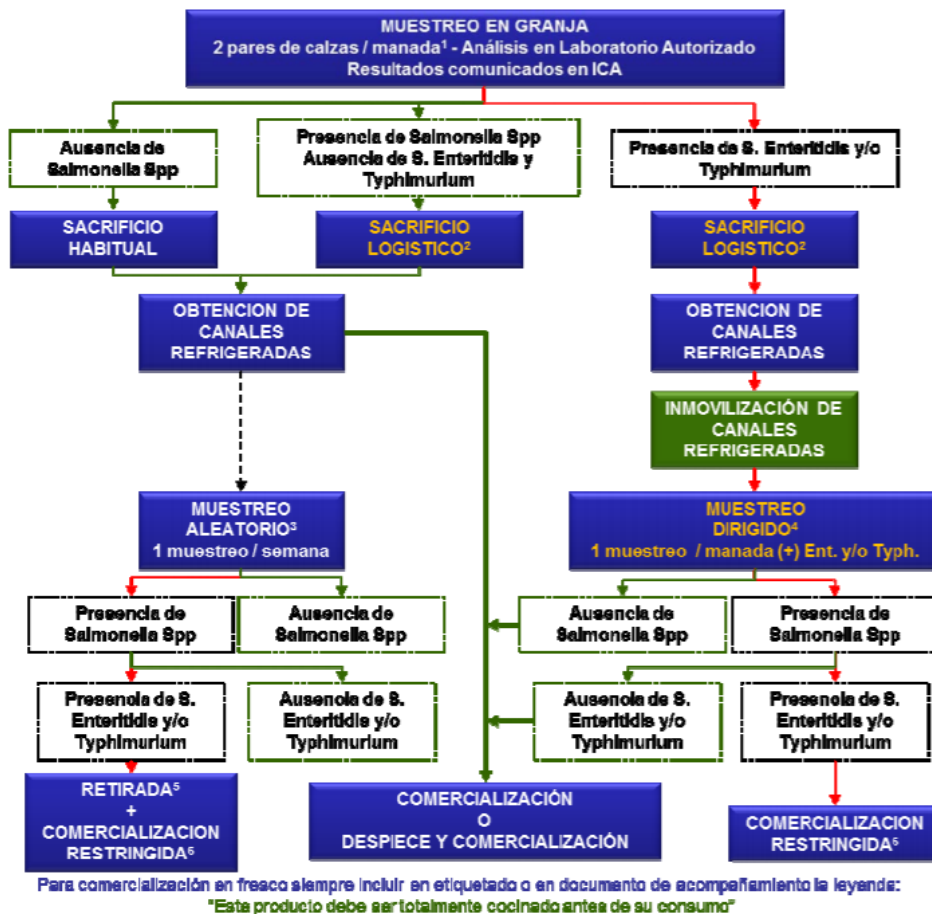 MUESTREO EN GRANJA
2 pares de calzas / manada¹ - Análisis en Laboratorio Autorizado
Resultados comunicados en ICA
Ausencia de
Salmonella Spp
Presencia de Salmonella Spp
Ausencia de S. Enteritidis y
Typhimurium
Presencia de S. Enteritidis y/o
Typhimurium
SACRIFICIO
HABITUAL
SACRIFICIO
LOGISTICO²
SACRIFICIO
LOGISTICO²
OBTENCION DE
CANALES
REFRIGERADAS
OBTENCION DE
CANALES
REFRIGERADAS
INMOVILIZACIÓN DE
CANALES
REFRIGERADAS
MUESTREO
ALEATORIO³
1 muestreo / semana
MUESTREO
DIRIGIDO⁴
1 muestreo / manada (+) Ent. y/o Typh.
Presencia de
Salmonella Spp
Ausencia de
Salmonella Spp
Ausencia de
Salmonella Spp
Presencia de
Salmonella Spp
Presencia de S.
Enteritidis y/o
Typhimurium
Ausencia de S.
Enteritidis y/o
Typhimurium
Ausencia de S.
Enteritidis y/o
Typhimurium
Presencia de S.
Enteritidis y/o
Typhimurium
RETIRADA⁵
+
COMERCIALIZACION
RESTRINGIDA⁶
COMERCIALIZACIÓN
O
DESPIECE Y COMERCIALIZACIÓN
COMERCIALIZACION
RESTRINGIDA⁶
Para comercialización en fresco siempre incluir en etiquetado o en documento de acompañamiento la leyenda:
"Este producto debe ser totalmente cocinado antes de su consumo"